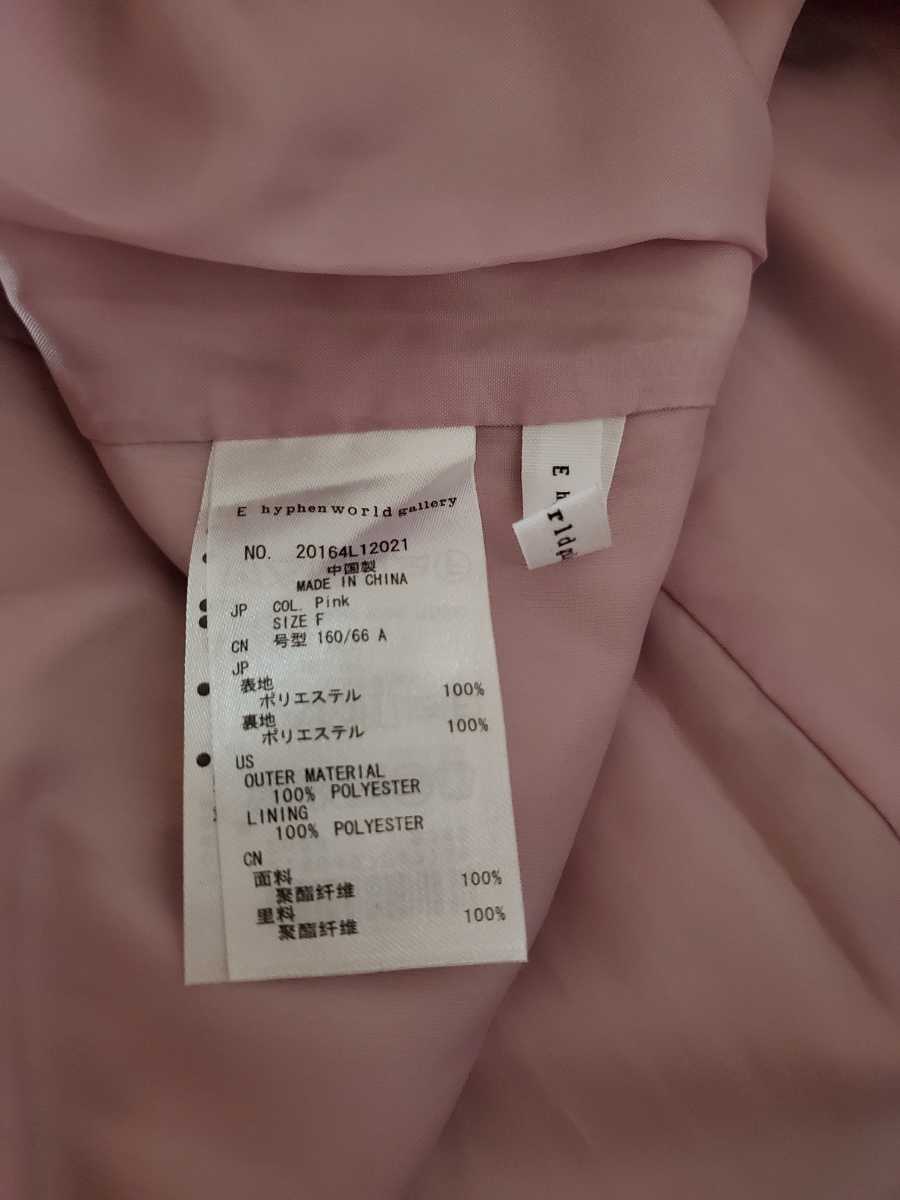 E hyphen world gallery
NO. 20164L12021
中国製
MADE IN CHINA
JP COL. Pink
SIZE F
CN 号型 160/66 A
JP
表地
ポリエステル 100%
裏地
ポリエステル 100%
US
OUTER MATERIAL
100% POLYESTER
LINING
100% POLYESTER
CN
面料
聚酯纤维 100%
里料
聚酯纤维 100%
E h